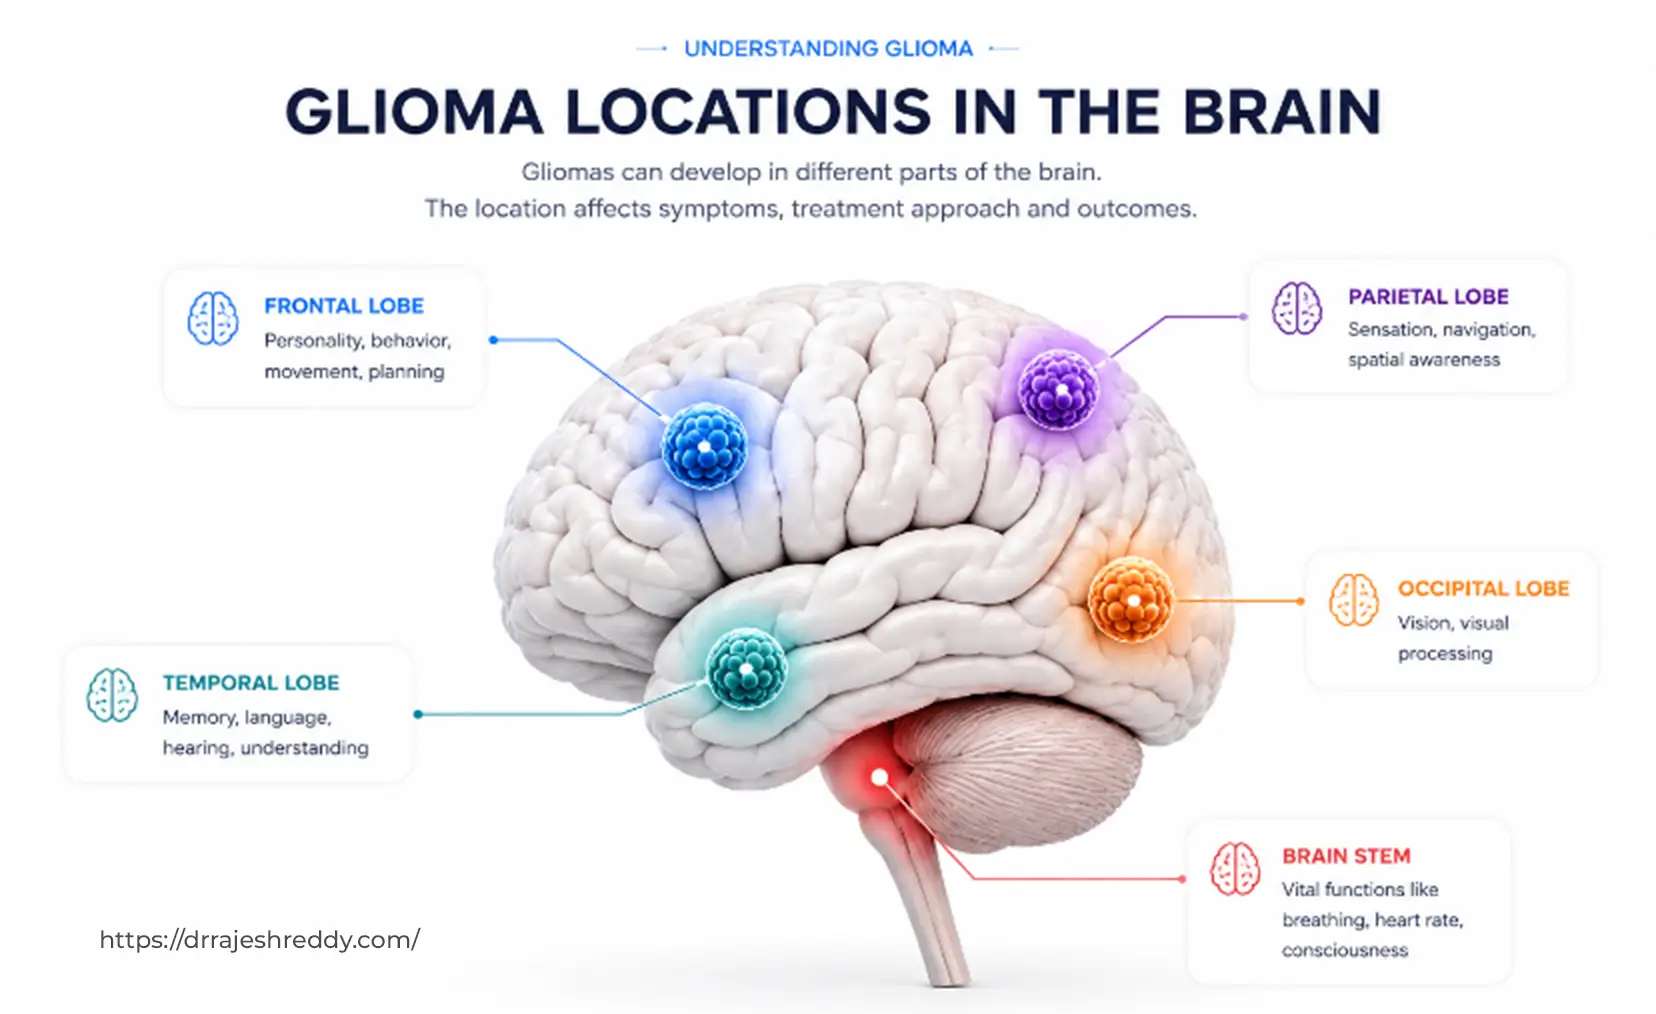 UNDERSTANDING GLIOMA
GLIOMA LOCATIONS IN THE BRAIN
Gliomas can develop in different parts of the brain.
The location affects symptoms, treatment approach and outcomes.
FRONTAL LOBE
Personality, behavior,
movement, planning
PARIETAL LOBE
Sensation, navigation,
spatial awareness
OCCIPITAL LOBE
Vision, visual
processing
TEMPORAL LOBE
Memory, language,
hearing, understanding
BRAIN STEM
Vital functions like
breathing, heart rate,
consciousness
https://drrajeshreddy.com/